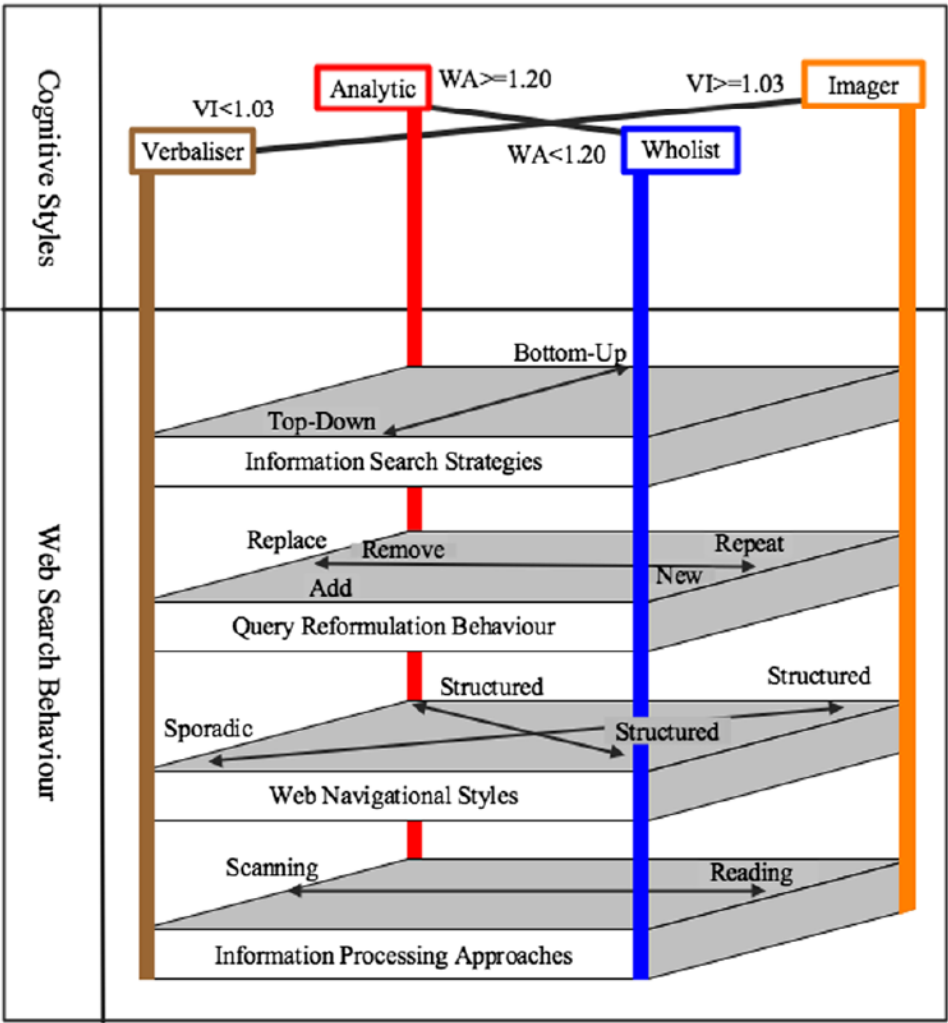 Cognitive Styles
Analytic
WA>=1.20
VI>=1.03
Imager
VI<1.03
Verbaliser
WA<1.20
Wholist
Web Search Behaviour
Bottom-Up
Top-Down
Information Search Strategies
Replace
Remove
Repeat
Add
New
Query Reformulation Behaviour
Structured
Structured
Sporadic
Structured
Web Navigational Styles
Scanning
Reading
Information Processing Approaches